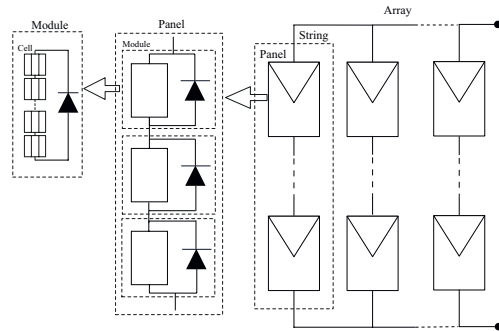 Module
Cell
Panel
Module
Array
String
Panel